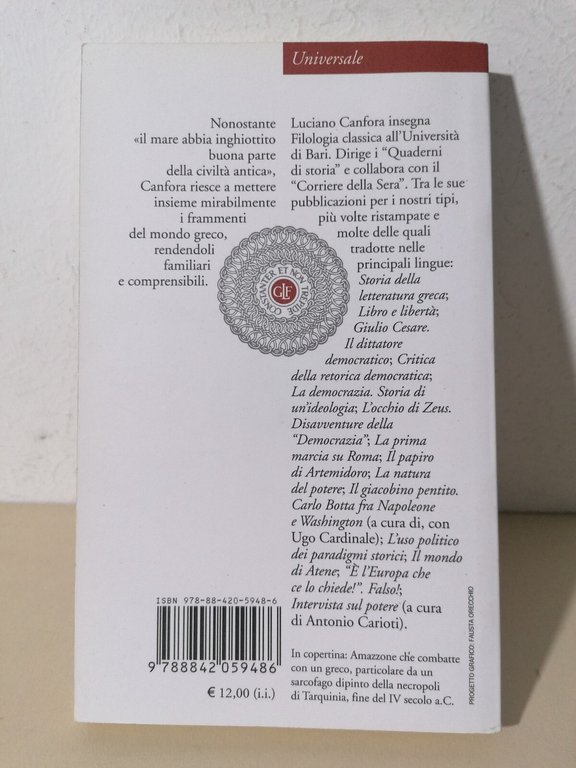 Universale
Nonostante
«il mare abbia inghiottito
buona parte
della civiltà antica»,
Canfora riesce a mettere
insieme mirabilmente
i frammenti
del mondo greco,
rendendoli
familiari
e comprensibili.
Luciano Canfora insegna
Filologia classica all'Università
di Bari. Dirige i “Quaderni
di storia” e collabora con il
“Corriere della Sera”. Tra le sue
pubblicazioni per i nostri tipi,
più volte ristampate e
molte delle quali
tradotte nelle
principali lingue:
Storia della
letteratura greca;
Libro e libertà;
Giulio Cesare.
Il dittatore
democratico; Critica
della retorica democratica;
La democrazia. Storia di
un'ideologia; L'occhio di Zeus.
Disavventure della
“Democrazia”; La prima
marcia su Roma; Il papiro
di Artemidoro; La natura
del potere; Il giacobino pentito.
Carlo Botta fra Napoleone
e Washington (a cura di, con
Ugo Cardinale); L'uso politico
dei paradigmi storici; Il mondo
di Atene; “È l'Europa che
ce lo chiede!”. Falso!;
Intervista sul potere (a cura
di Antonio Carioti).
CONSTANTER ET NON TREPIDE
GLF
ISBN 978-88-420-5948-6
9 788842 059486
€ 12,00 (i.i.)
In copertina: Amazzone che combatte
con un greco, particolare da un
sarcofago dipinto della necropoli
di Tarquinia, fine del IV secolo a.C.
PROGETTO GRAFICO: FAUSTA ORECCHIO